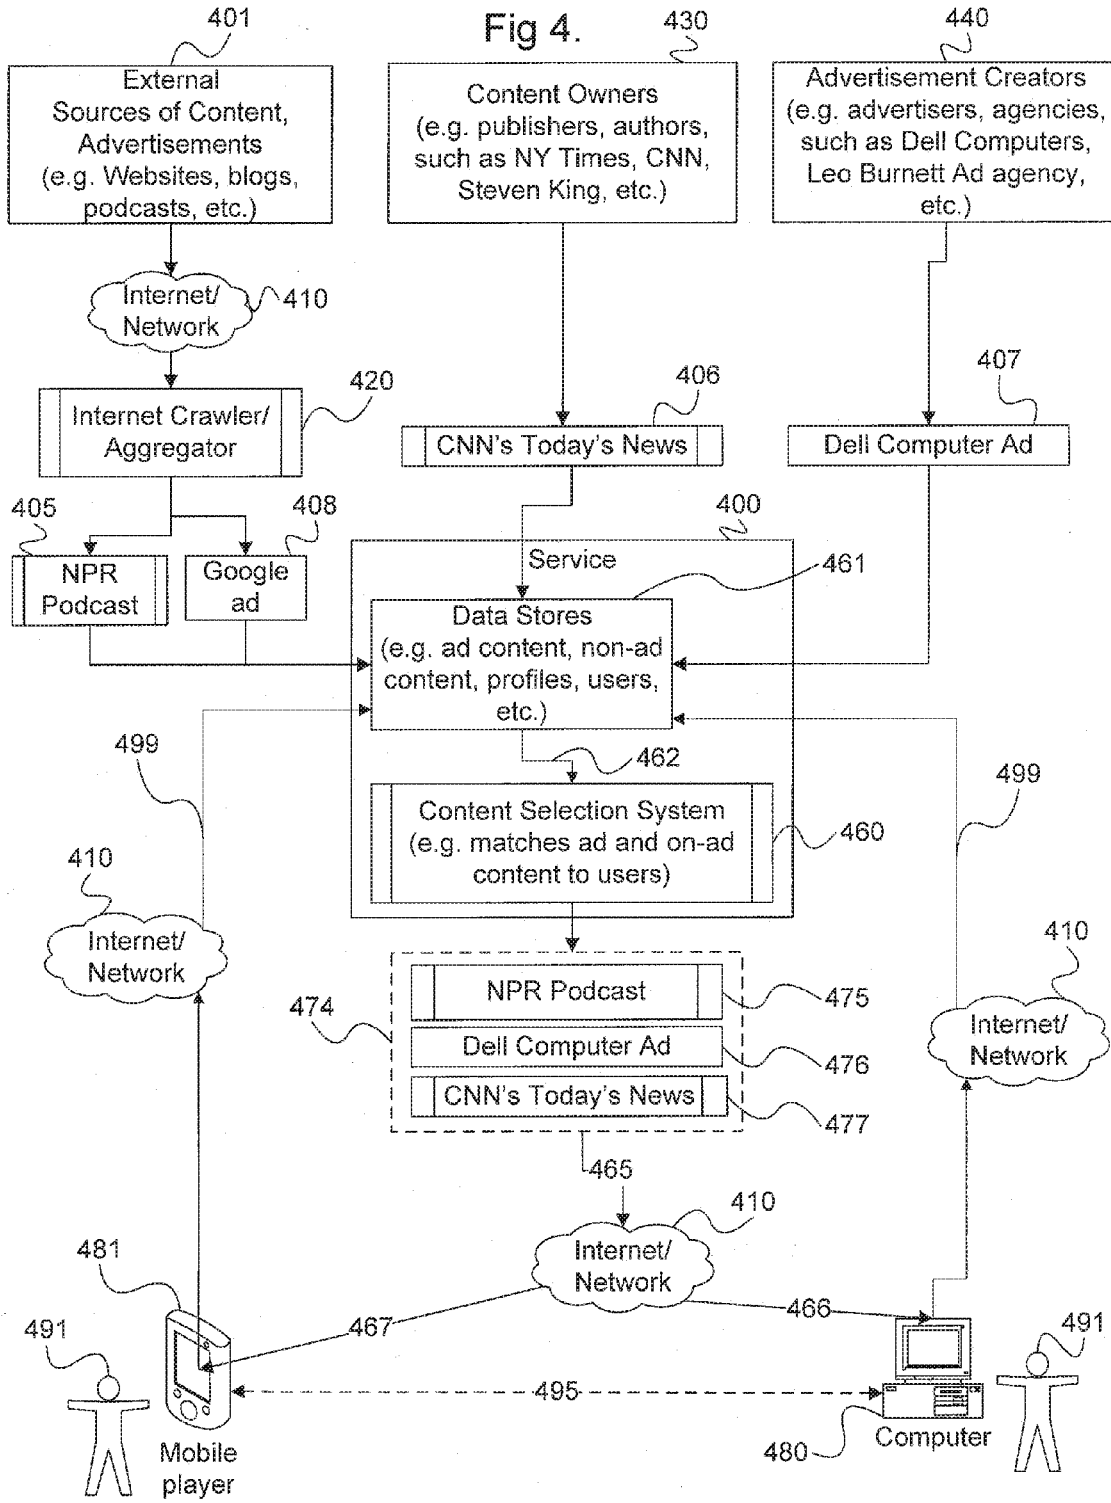 Fig 4.
401
430
440
External
Sources of Content,
Advertisements
(e.g. Websites, blogs,
podcasts, etc.)
Content Owners
(e.g. publishers, authors,
such as NY Times, CNN,
Steven King, etc.)
Advertisement Creators
(e.g. advertisers, agencies,
such as Dell Computers,
Leo Burnett Ad agency,
etc.)
Internet/
Network
410
420
Internet Crawler/
Aggregator
406
CNN's Today's News
407
Dell Computer Ad
405
NPR
Podcast
408
Google
ad
400
Service
461
Data Stores
(e.g. ad content, non-ad
content, profiles, users,
etc.)
462
499
499
Content Selection System
(e.g. matches ad and on-ad
content to users)
460
410
Internet/
Network
410
Internet/
Network
474
NPR Podcast
475
Dell Computer Ad
476
CNN's Today's News
477
465
410
Internet/
Network
481
467
466
491
491
495
Mobile
player
480
Computer